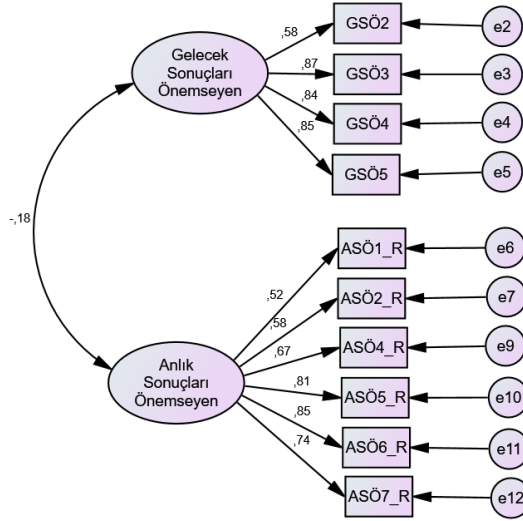 ,58
GSÖ2
e2
Gelecek
Sonuçları
Önemseyen
,87
GSÖ3
e3
,84
GSÖ4
e4
,85
GSÖ5
e5
-,18
ASÖ1_R
e6
,52
ASÖ2_R
e7
,58
ASÖ4_R
e9
,67
Anlık
Sonuçları
Önemseyen
,81
ASÖ5_R
e10
,85
ASÖ6_R
e11
,74
ASÖ7_R
e12